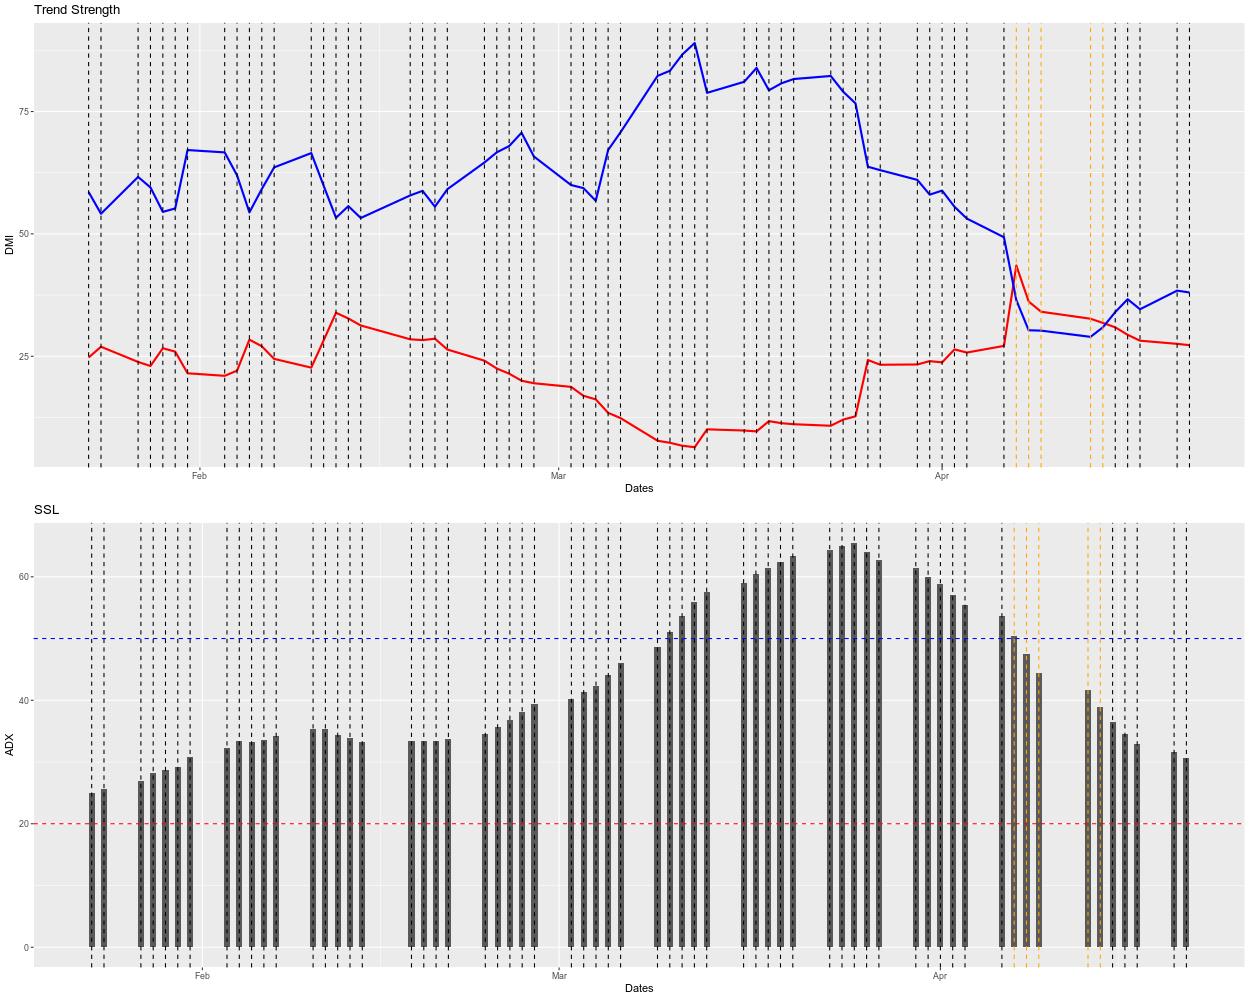 Trend Strength
75
50
25
DMI
Feb
Mar
Apr
Dates
SSL
60
40
20
0
ADX
Feb
Mar
Apr
Dates